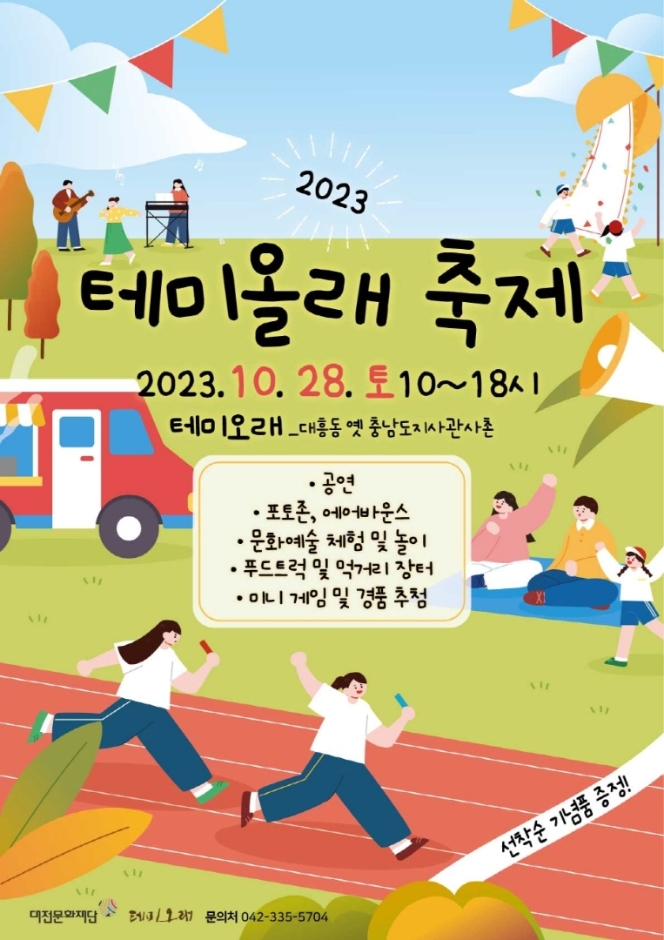 2023
테미올래 축제
2023. 10. 28. 토 10~18시
테미오래 _대흥동 옛 충남도지사관사촌
• 공연
• 포토존, 에어바운스
• 문화예술 체험 및 놀이
• 푸드트럭 및 먹거리 장터
• 미니 게임 및 경품 추첨
선착순 기념품 증정!
대전문화재단 테미오래 문의처 042-335-5704